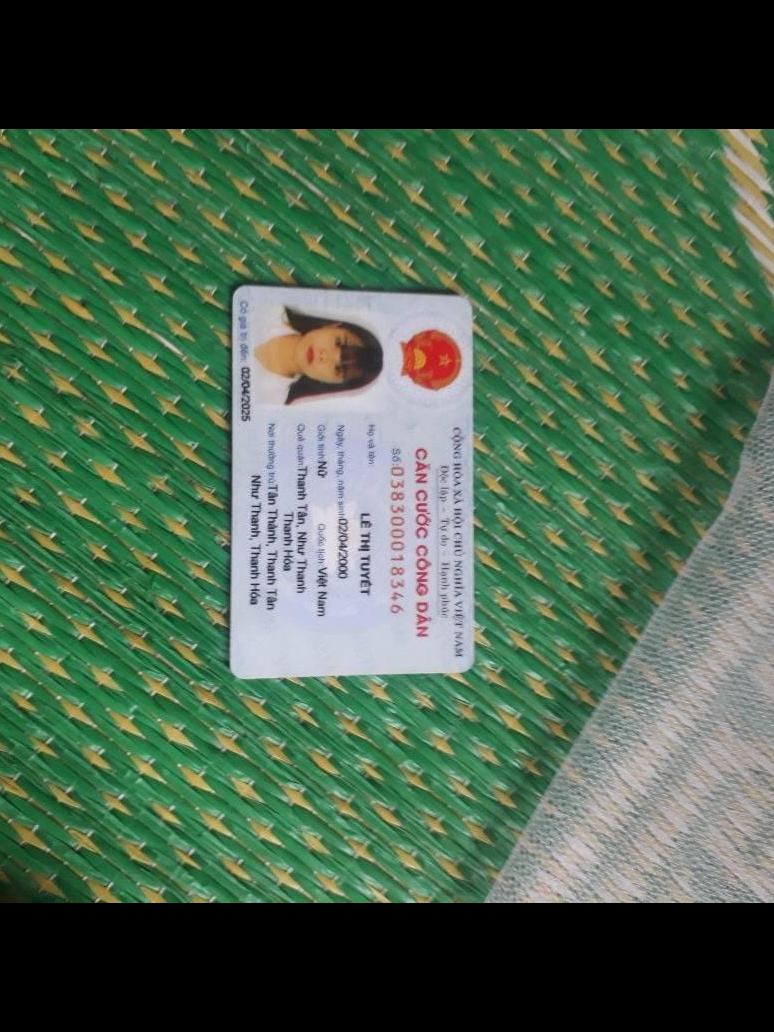 CỘNG HÒA XÃ HỘI CHỦ NGHĨA VIỆT NAM
Độc lập - Tự do - Hạnh phúc
CĂN CƯỚC CÔNG DÂN
Số: 038300018346
Họ và tên:
LÊ THỊ TUYẾT
Ngày, tháng, năm sinh: 02/04/2000
Giới tính: Nữ Quốc tịch: Việt Nam
Quê quán: Thanh Tân, Như Thanh
Thanh Hóa
Nơi thường trú: Tân Thành, Thanh Tân
Như Thanh, Thanh Hóa
Có giá trị đến: 02/04/2025